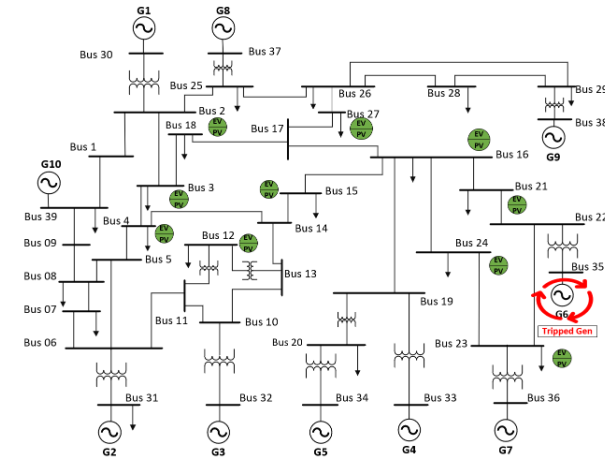 G1
G8
Bus 30
Bus 37
Bus 25
Bus 26
Bus 28
Bus 29
Bus 2
Bus 38
Bus 18
EV
PV
Bus 27
EV
PV
Bus 17
G9
EV
PV
Bus 1
Bus 16
G10
Bus 3
EV
PV
EV
PV
Bus 15
Bus 21
EV
PV
Bus 39
Bus 4
EV
PV
Bus 14
Bus 22
Bus 09
Bus 12
EV
PV
Bus 24
EV
PV
Bus 5
Bus 13
Bus 35
Bus 08
G6
Bus 07
Bus 11
Bus 10
Bus 19
Tripped Gen
Bus 06
Bus 20
Bus 23
EV
PV
Bus 31
Bus 32
Bus 34
Bus 33
Bus 36
G2
G3
G5
G4
G7